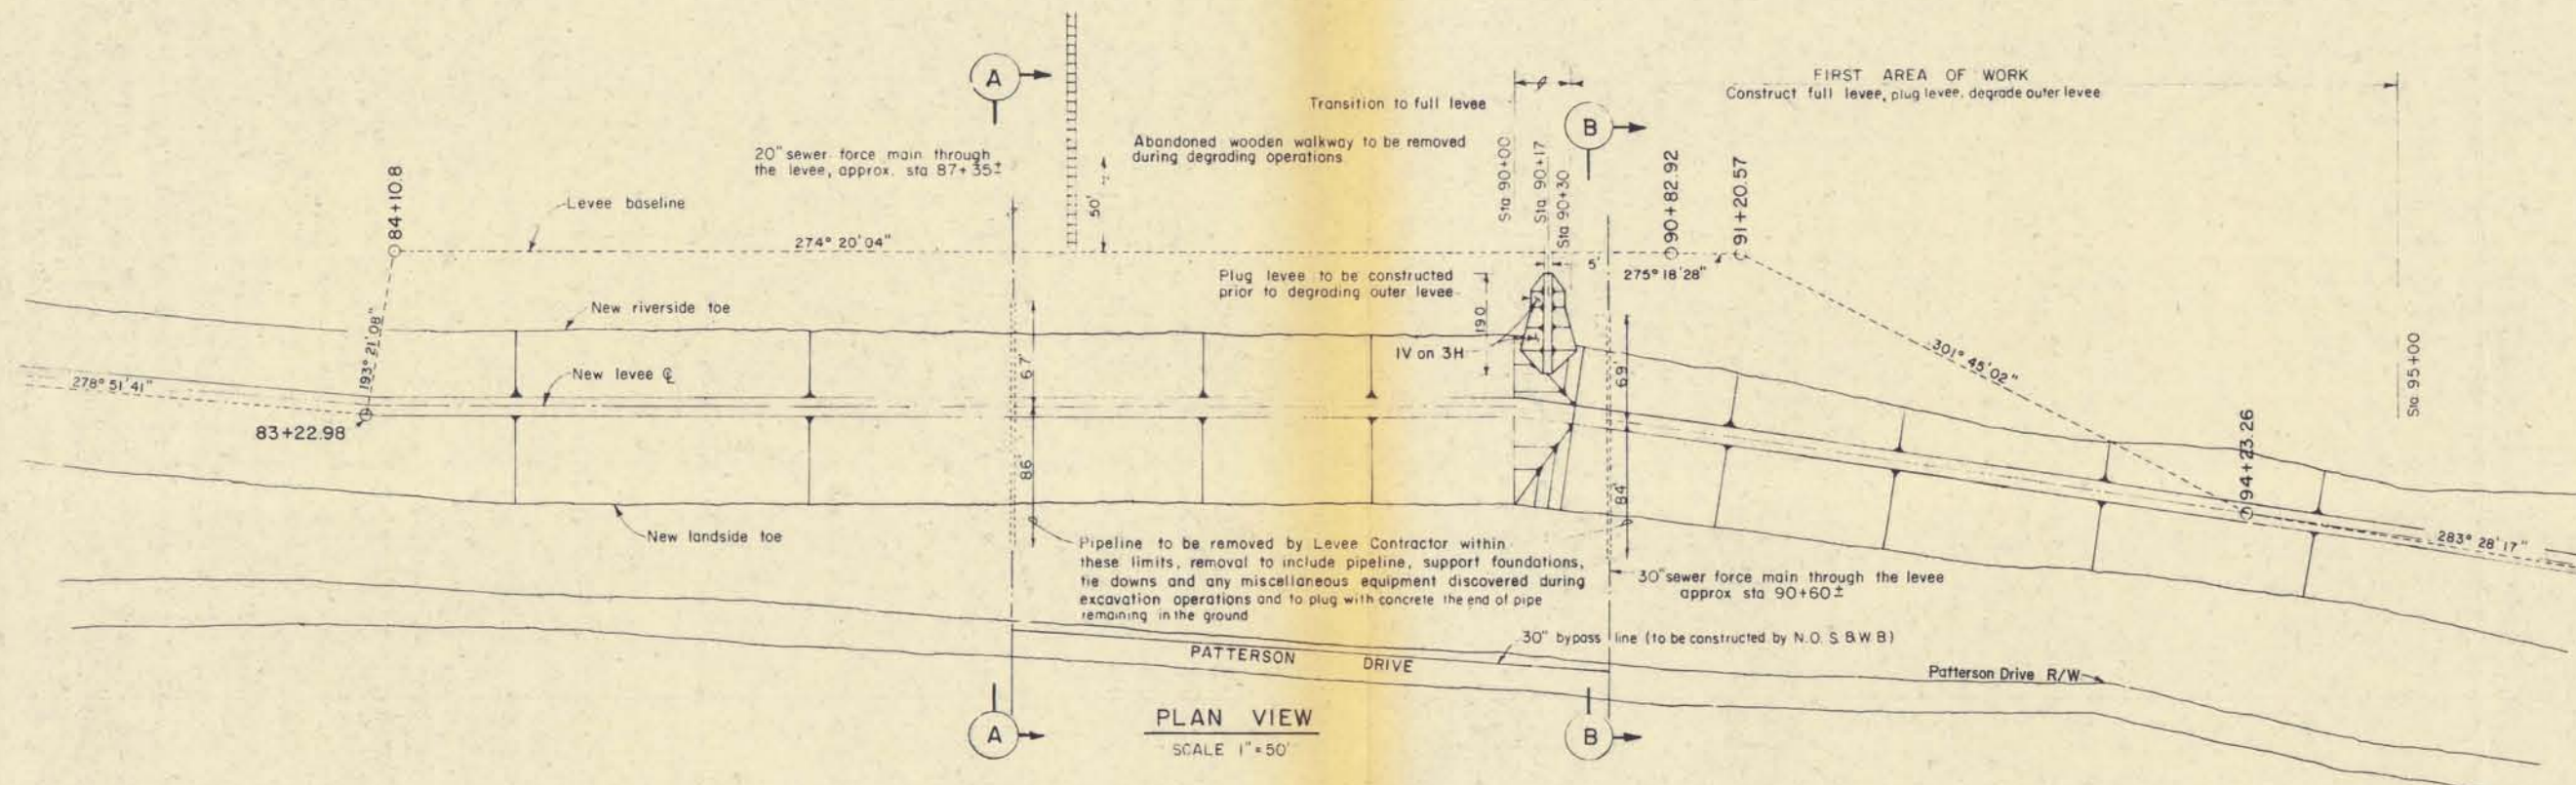 A
FIRST AREA OF WORK
Construct full levee, plug levee, degrade outer levee
Transition to full levee
B
Abandoned wooden walkway to be removed
during degrading operations
20" sewer force main through
the levee, approx. sta 87+35±
84+10.8
Levee baseline
274° 20' 04"
50'
Sta 90+00
Sta 90+17
Sta 90+30
90+82.92
91+20.57
5'
275° 18' 28"
Plug levee to be constructed
prior to degrading outer levee
New riverside toe
193° 21' 08"
67'
1V on 3H
69'
301° 45' 02"
Sta 95+00
278° 51' 41"
New levee ℄
83+22.98
86'
84'
94+23.26
New landside toe
283° 28' 17"
Pipeline to be removed by Levee Contractor within
these limits, removal to include pipeline, support foundations,
tie downs and any miscellaneous equipment discovered during
excavation operations and to plug with concrete the end of pipe
remaining in the ground
30" sewer force main through the levee
approx sta 90+60±
30" bypass line (to be constructed by N.O. S. & W.B)
PATTERSON DRIVE
Patterson Drive R/W
A
PLAN VIEW
SCALE 1"=50'
B